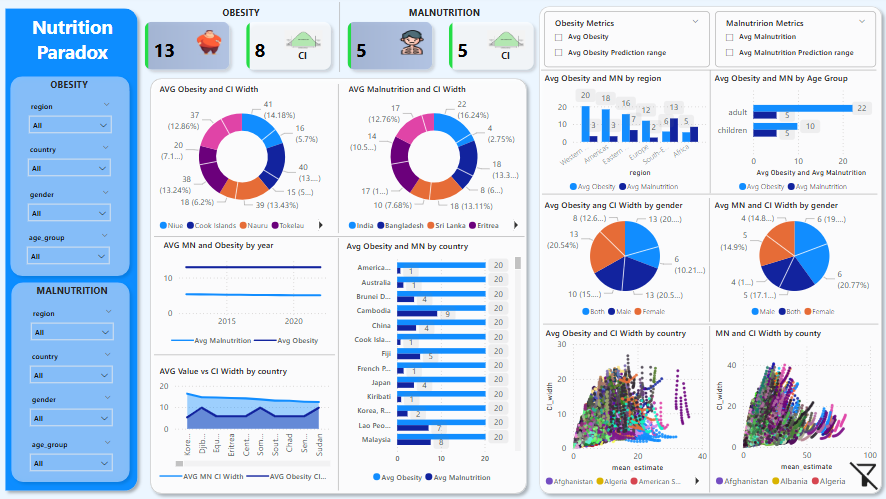 Nutrition
Paradox
OBESITY
region
All
country
All
gender
All
age_group
All
MALNUTRITION
region
All
country
All
gender
All
age_group
All
OBESITY
MALNUTRITION
13
8
CI
5
5
CI
Obesity Metrics
Avg Obesity
Avg Obesity Prediction range
Malnutririon Metrics
Avg Malnutrition
Avg Malnutrition Prediction range
AVG Obesity and CI Width
41
(14.18%)
16
(5.7%)
40
(13....
15 (5...)
39 (13.43%)
18 (6.2%)
38
(13.24%)
20
(7.1...)
37
(12.86%)
Niue Cook Islands Nauru Tokelau
AVG Malnutrition and CI Width
22
(16.24%)
4
(2.75%)
18
(13.3...
8 (6...)
18 (13.11%)
10 (7.68%)
17 (1...)
14
(10.5...)
17
(12.76%)
India Bangladesh Sri Lanka Eritrea
AVG MN and Obesity by year
10
0
2015 2020
Avg Malnutrition Avg Obesity
AVG Value vs CI Width by country
20
10
0
Kore... Djib... Equ... Eritrea Cent... Som... Sout... Chad Sen... Sudan
AVG MN CI Width AVG Obesity CI...
Avg Obesity and MN by country
America... 20 1
Australia 20 1
Brunei D... 20 4
Cambodia 20 9
China 20 4
Cook Isla... 20 1
Fiji 20 5
French P... 20 1
Japan 20 4
Kiribati 20 1
Korea, R... 20 2
Lao Peo... 20 7
Malaysia 20 8
0 10 20
Avg Obesity Avg Malnutrition
Avg Obesity and MN by region
20
10
0
20 3 18 3 16 7 12 2 6 13 5
Western... Americas Eastern... Europe South-E... Africa
region
Avg Obesity Avg Malnutrition
Avg Obesity and MN by Age Group
adult 22 5
children 10 5
0 10 20
Avg Obesity and Avg Malnutrition
Avg Obesity Avg Malnutrition
Avg Obesity ang CI Width by gender
8 (12.6...)
13 (20....)
6
(10.21...)
13 (20.5...)
10 (15....)
13
(20.54%)
Both Male Female
Avg MN and CI Width by gender
4 (14.8...)
6 (19....)
6
(20.77%)
5 (17.1...)
4 (1...)
5
(14.9%)
Male Both Female
Avg Obesity and CI Width by country
30
20
10
0
CI_width
0 20 40
mean_estimate
Afghanistan Algeria American S...
MN and CI Width by county
40
20
0
CI_width
0 50 100
mean_estimate
Afghanistan Albania Algeria